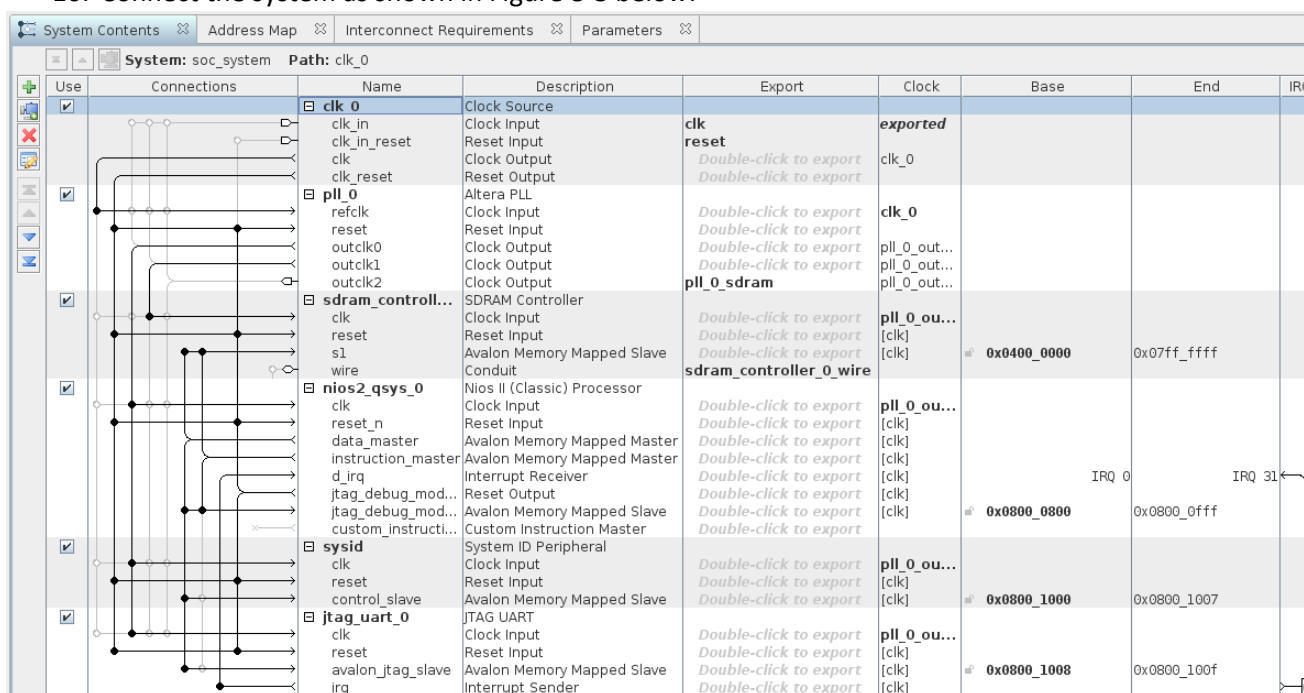 System Contents Address Map Interconnect Requirements Parameters
System: soc_system Path: clk_0
Use Connections Name Description Export Clock Base End
clk_0 Clock Source
clk_in Clock Input clk exported
clk_in_reset Reset Input reset
clk Clock Output Double-click to export clk_0
clk_reset Reset Output Double-click to export
pll_0 Altera PLL
refclk Clock Input Double-click to export clk_0
reset Reset Input Double-click to export
outclk0 Clock Output Double-click to export pll_0_out...
outclk1 Clock Output Double-click to export pll_0_out...
outclk2 Clock Output pll_0_sdram pll_0_out...
sdram_controll... SDRAM Controller
clk Clock Input Double-click to export pll_0_ou...
reset Reset Input Double-click to export [clk]
s1 Avalon Memory Mapped Slave Double-click to export [clk] 0x0400_0000 0x07ff_ffff
wire Conduit sdram_controller_0_wire
nios2_qsys_0 Nios II (Classic) Processor
clk Clock Input Double-click to export pll_0_ou...
reset_n Reset Input Double-click to export [clk]
data_master Avalon Memory Mapped Master Double-click to export [clk]
instruction_master Avalon Memory Mapped Master Double-click to export [clk]
d_irq Interrupt Receiver Double-click to export [clk] IRQ 0 IRQ 31
jtag_debug_mod... Reset Output Double-click to export [clk]
jtag_debug_mod... Avalon Memory Mapped Slave Double-click to export [clk] 0x0800_0800 0x0800_0fff
custom_instructi... Custom Instruction Master Double-click to export
sysid System ID Peripheral
clk Clock Input Double-click to export pll_0_ou...
reset Reset Input Double-click to export [clk]
control_slave Avalon Memory Mapped Slave Double-click to export [clk] 0x0800_1000 0x0800_1007
jtag_uart_0 JTAG UART
clk Clock Input Double-click to export pll_0_ou...
reset Reset Input Double-click to export [clk]
avalon_jtag_slave Avalon Memory Mapped Slave Double-click to export [clk] 0x0800_1008 0x0800_100f
irq Interrupt Sender Double-click to export [clk]